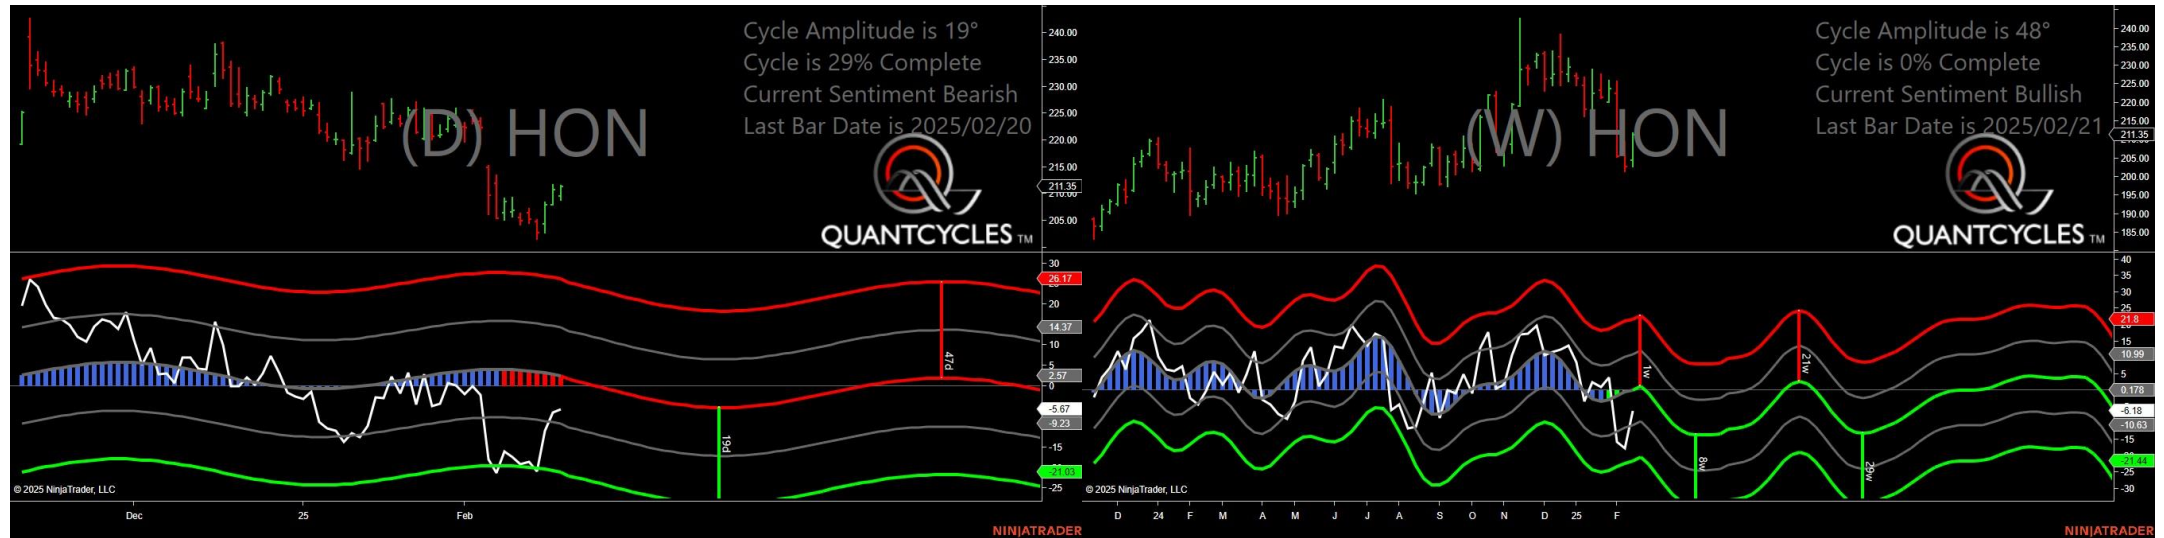 Cycle Amplitude is 19°
Cycle is 29% Complete
Current Sentiment Bearish
Last Bar Date is 2025/02/20
(D) HON
QUANTCYCLES TM
240.00
235.00
230.00
225.00
220.00
215.00
211.35
210.00
205.00
30
26.17
20
14.37
10
5
2.57
0
-5.67
-9.23
-15
-21.03
-25
47d
19d
© 2025 NinjaTrader, LLC
Dec
25
Feb
NINJATRADER
Cycle Amplitude is 48°
Cycle is 0% Complete
Current Sentiment Bullish
Last Bar Date is 2025/02/21
(W) HON
QUANTCYCLES TM
240.00
235.00
230.00
225.00
220.00
215.00
211.35
205.00
200.00
195.00
190.00
185.00
40
35
30
25
21.8
15
10.99
5
0.178
-6.18
-10.63
-15
-21.44
-25
-30
1w
21w
8w
29w
© 2025 NinjaTrader, LLC
D 24 F M A M J J A S O N D 25 F
NINJATRADER